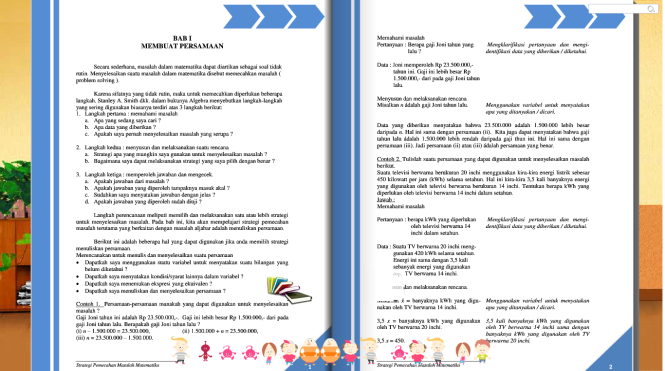 BAB I
MEMBUAT PERSAMAAN
Secara sederhana, masalah dalam matematika dapat diartikan sebagai soal tidak
rutin. Menyelesaikan suatu masalah dalam matematika disebut memecahkan masalah (
problem solving ).
Karena sifatnya yang tidak rutin, maka untuk memecahkan diperlukan beberapa
langkah. Stanley A. Smith dkk. dalam bukunya Algebra menyebutkan langkah-langkah
yang sering digunakan biasanya terdiri atas 3 langkah berikut:
1. Langkah pertama : memahami masalah
a. Apa yang sedang saya cari ?
b. Apa data yang diberikan ?
c. Apakah saya pernah menyelesaikan masalah yang serupa ?
2. Langkah kedua : menyusun dan melaksanakan suatu rencana
a. Strategi apa yang mungkin saya gunakan untuk menyelesaikan masalah ?
b. Bagaimana saya dapat melaksanakan strategi yang saya pilih dengan benar ?
3. Langkah ketiga : memperoleh jawaban dan mengecek.
a. Apakah jawaban dari masalah ?
b. Apakah jawaban yang diperoleh tampaknya masuk akal ?
c. Sudahkan saya menyatakan jawaban dengan jelas ?
d. Apakah jawaban yang diperoleh sudah diuji ?
Langkah perencanaan meliputi memilih dan melaksanakan satu atau lebih strategi
untuk menyelesaikan masalah. Pada bab ini, kita akan mempelajari strategi pemecahan
masalah terutama yang berkaitan dengan masalah aljabar adalah menuliskan persamaan.
Berikut ini adalah beberapa hal yang dapat digunakan jika anda memilih strategi
menuliskan persamaan.
Merencanakan untuk menulis dan menyelesaikan suatu persamaan
• Dapatkah saya menggunakan suatu variabel untuk menyatakan suatu bilangan yang
belum diketahui ?
• Dapatkah saya menyatakan kondisi/syarat lainnya dalam variabel ?
• Dapatkah saya menemukan ekspresi yang ekuivalen ?
• Dapatkah saya menuliskan dan menyelesaikan persamaan ?
Contoh 1. Persamaan-persamaan manakah yang dapat digunakan untuk menyelesaikan
masalah ?
Gaji Joni tahun ini adalah Rp 23.500.000,-. Gaji ini lebih besar Rp 1.500.000,- dari pada
gaji Joni tahun lalu. Berapakah gaji Joni tahun lalu ?
(i) n – 1.500.000 = 23.500.000, (ii) 1.500.000 + n = 23.500.000,
(iii) n = 23.500.000 – 1.500.000.
Strategi Pemecahan Masalah Matematika 1
Memahami masalah
Pertanyaan : Berapa gaji Joni tahun yang Mengklarifikasi pertanyaan dan mengi-
lalu ? dentifikasi data yang diberikan / diketahui.
Data : Joni memperoleh Rp 23.500.000,-
tahun ini. Gaji ini lebih besar Rp
1.500.000,- dari pada gaji Joni tahun
lalu.
Menyusun dan melaksanakan rencana
Misalkan n adalah gaji Joni tahun lalu. Menggunakan variabel untuk menyatakan
apa yang ditanyakan / dicari.
Data yang diberikan menyatakan bahwa 23.500.000 adalah 1.500.000 lebih besar
daripada n. Hal ini sama dengan persamaan (ii). Kita juga dapat menyatakan bahwa gaji
tahun lalu adalah 1.500.000 lebih rendah daripada gaji thun ini. Hal ini sama dengan
persamaan (iii). Jadi persamaan (ii) atau (iii) adalah persamaan yang benar.
Contoh 2. Tulislah suatu persamaan yang dapat digunakan untuk menyelesaikan masalah
berikut.
Suatu televisi berwarna berukuran 20 inchi menggunakan kira-kira energi listrik sebesar
450 kilowatt per jam (kWh) selama setahun. Hal ini kira-kira 3,5 kali banyaknya energi
yang digunakan oleh televisi berwarna berukuran 14 inchi. Tentukan berapa kWh yang
diperlukan oleh televisi berwarna 14 inchi dalam setahun.
Jawab :
Memahami masalah
Pertanyaan : berapa kWh yang diperlukan Mengklarifikasi pertanyaan dan mengi-
oleh televisi berwarna 14 dentifikasi data yang diberikan / diketahui.
inchi dalam setahun.
Data : Suatu TV berwarna 20 inchi meng-
gunakan 420 kWh selama setahun.
Energi ini sama dengan 3,5 kali
sebanyak energi yang digunakan
TV berwarna 14 inchi.
dan melaksanakan rencana.
x = banyaknya kWh yang digu- Menggunakan variabel untuk menyatakan
nakan oleh TV berwarna 14 inchi. apa yang ditanyakan / dicari.
3,5 x = banyaknya kWh yang digunakan 3,5 kali banyaknya kWh yang digunakan
oleh TV berwarna 20 inchi. oleh TV berwarna 14 inchi sama dengan
banyaknya kWh yang digunakan oleh TV
3,5 x = 450. berwarna 20 inchi.
Strategi Pemecahan Masalah Matematika 2